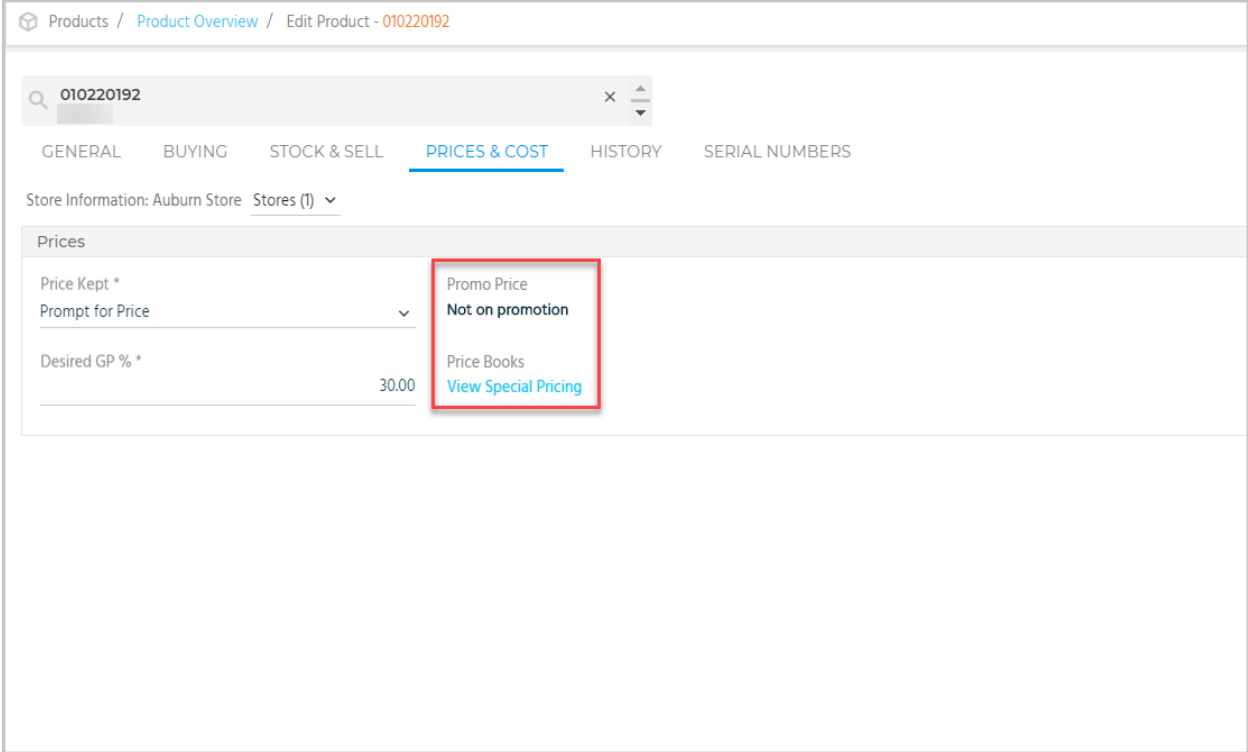 Products / Product Overview / Edit Product - 010220192
010220192
GENERAL BUYING STOCK & SELL PRICES & COST HISTORY SERIAL NUMBERS
Store Information: Auburn Store Stores (1)
Prices
Price Kept * Promo Price
Prompt for Price Not on promotion
Desired GP % * Price Books
30.00 View Special Pricing